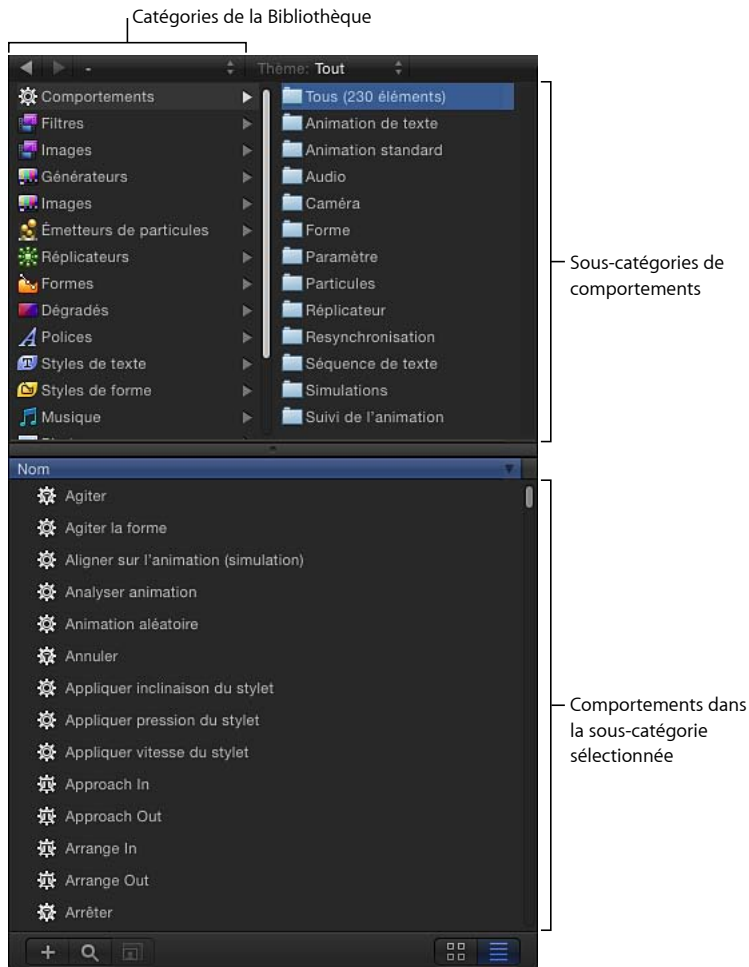 Catégories de la Bibliothèque
-
Thème: Tout
Comportements
Filtres
Images
Générateurs
Images
Émetteurs de particules
Réplicateurs
Formes
Dégradés
Polices
Styles de texte
Styles de forme
Musique
Tous (230 éléments)
Animation de texte
Animation standard
Audio
Caméra
Forme
Paramètre
Particules
Réplicateur
Resynchronisation
Séquence de texte
Simulations
Suivi de l'animation
Sous-catégories de
comportements
Nom
Agiter
Agiter la forme
Aligner sur l'animation (simulation)
Analyser animation
Animation aléatoire
Annuler
Appliquer inclinaison du stylet
Appliquer pression du stylet
Appliquer vitesse du stylet
Approach In
Approach Out
Arrange In
Arrange Out
Arrêter
Comportements dans
la sous-catégorie
sélectionnée